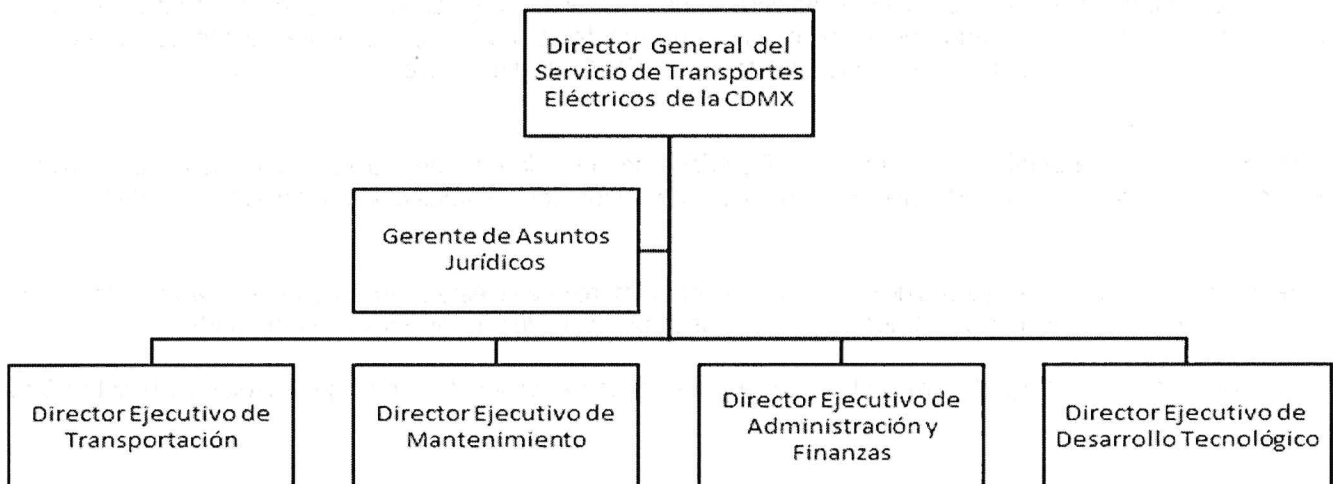 Director General del
Servicio de Transportes
Eléctricos de la CDMX
Gerente de Asuntos
Jurídicos
Director Ejecutivo de
Transportación
Director Ejecutivo de
Mantenimiento
Director Ejecutivo de
Administración y
Finanzas
Director Ejecutivo de
Desarrollo Tecnológico